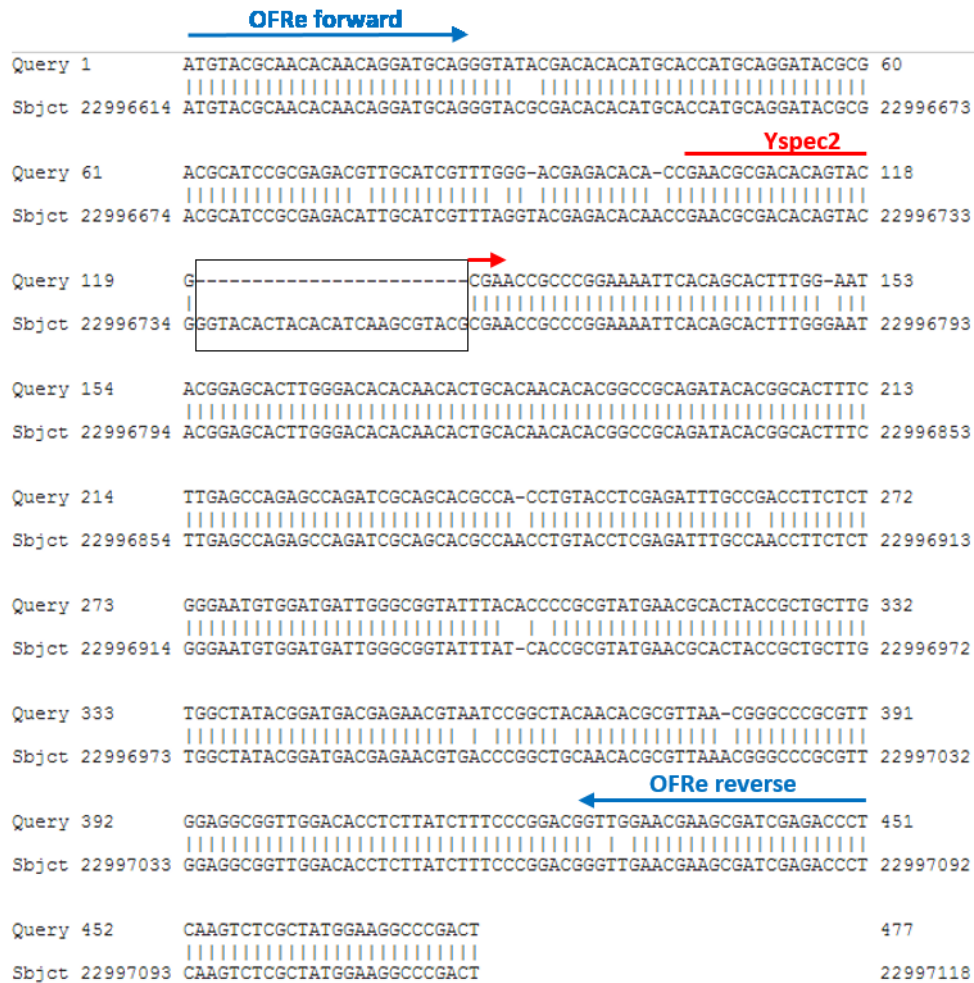 OFRe forward
Query 1 ATGTACGCAACACAACAGGATGCAGGGTATACGACACACATGCACCATGCAGGATACGCG 60
||||||||||||||||||||||||||||| |||||||||||||||||||||||||||||
Sbjct 22996614 ATGTACGCAACACAACAGGATGCAGGGTACGCGACACACATGCACCATGCAGGATACGCG 22996673
Yspec2
Query 61 ACGCATCCGCGAGACGTTGCATCGTTTGGG-ACGAGACACA-CCGAACGCGACACAGTAC 118
||||||||||||||| ||||||||||| || ||||||||| ||||||||||||||||||
Sbjct 22996674 ACGCATCCGCGAGACATTGCATCGTTTAGGTACGAGACACAACCGAACGCGACACAGTAC 22996733
Query 119 G------------------------CGAACCGCCCGGAAAATTCACAGCACTTTGG-AAT 153
| ||||||||||||||||||||||||||||||| |||
Sbjct 22996734 GGGTACACTACACATCAAGCGTACGCGAACCGCCCGGAAAATTCACAGCACTTTGGGAAT 22996793
Query 154 ACGGAGCACTTGGGACACACAACACTGCACAACACACGGCCGCAGATACACGGCACTTTC 213
||||||||||||||||||||||||||||||||||||||||||||||||||||||||||||
Sbjct 22996794 ACGGAGCACTTGGGACACACAACACTGCACAACACACGGCCGCAGATACACGGCACTTTC 22996853
Query 214 TTGAGCCAGAGCCAGATCGCAGCACGCCA-CCTGTACCTCGAGATTTGCCGACCTTCTCT 272
||||||||||||||||||||||||||||| |||||||||||||||||||| |||||||||
Sbjct 22996854 TTGAGCCAGAGCCAGATCGCAGCACGCCAACCTGTACCTCGAGATTTGCCAACCTTCTCT 22996913
Query 273 GGGAATGTGGATGATTGGGCGGTATTTACACCCCGCGTATGAACGCACTACCGCTGCTTG 332
|||||||||||||||||||||||||||| | ||||||||||||||||||||||||||||
Sbjct 22996914 GGGAATGTGGATGATTGGGCGGTATTTAT-CACCGCGTATGAACGCACTACCGCTGCTTG 22996972
Query 333 TGGCTATACGGATGACGAGAACGTAATCCGGCTACAACACGCGTTAA-CGGGCCCGCGTT 391
|||||||||||||||||||||||| | |||||| |||||||||||| ||||||||||||
Sbjct 22996973 TGGCTATACGGATGACGAGAACGTGACCCGGCTGCAACACGCGTTAAACGGGCCCGCGTT 22997032
OFRe reverse
Query 392 GGAGGCGGTTGGACACCTCTTATCTTTCCCGGACGGTTGGAACGAAGCGATCGAGACCCT 451
|||||||||||||||||||||||||||||||||||| | |||||||||||||||||||||
Sbjct 22997033 GGAGGCGGTTGGACACCTCTTATCTTTCCCGGACGGGTTGAACGAAGCGATCGAGACCCT 22997092
Query 452 CAAGTCTCGCTATGGAAGGCCCGACT 477
||||||||||||||||||||||||||
Sbjct 22997093 CAAGTCTCGCTATGGAAGGCCCGACT 22997118